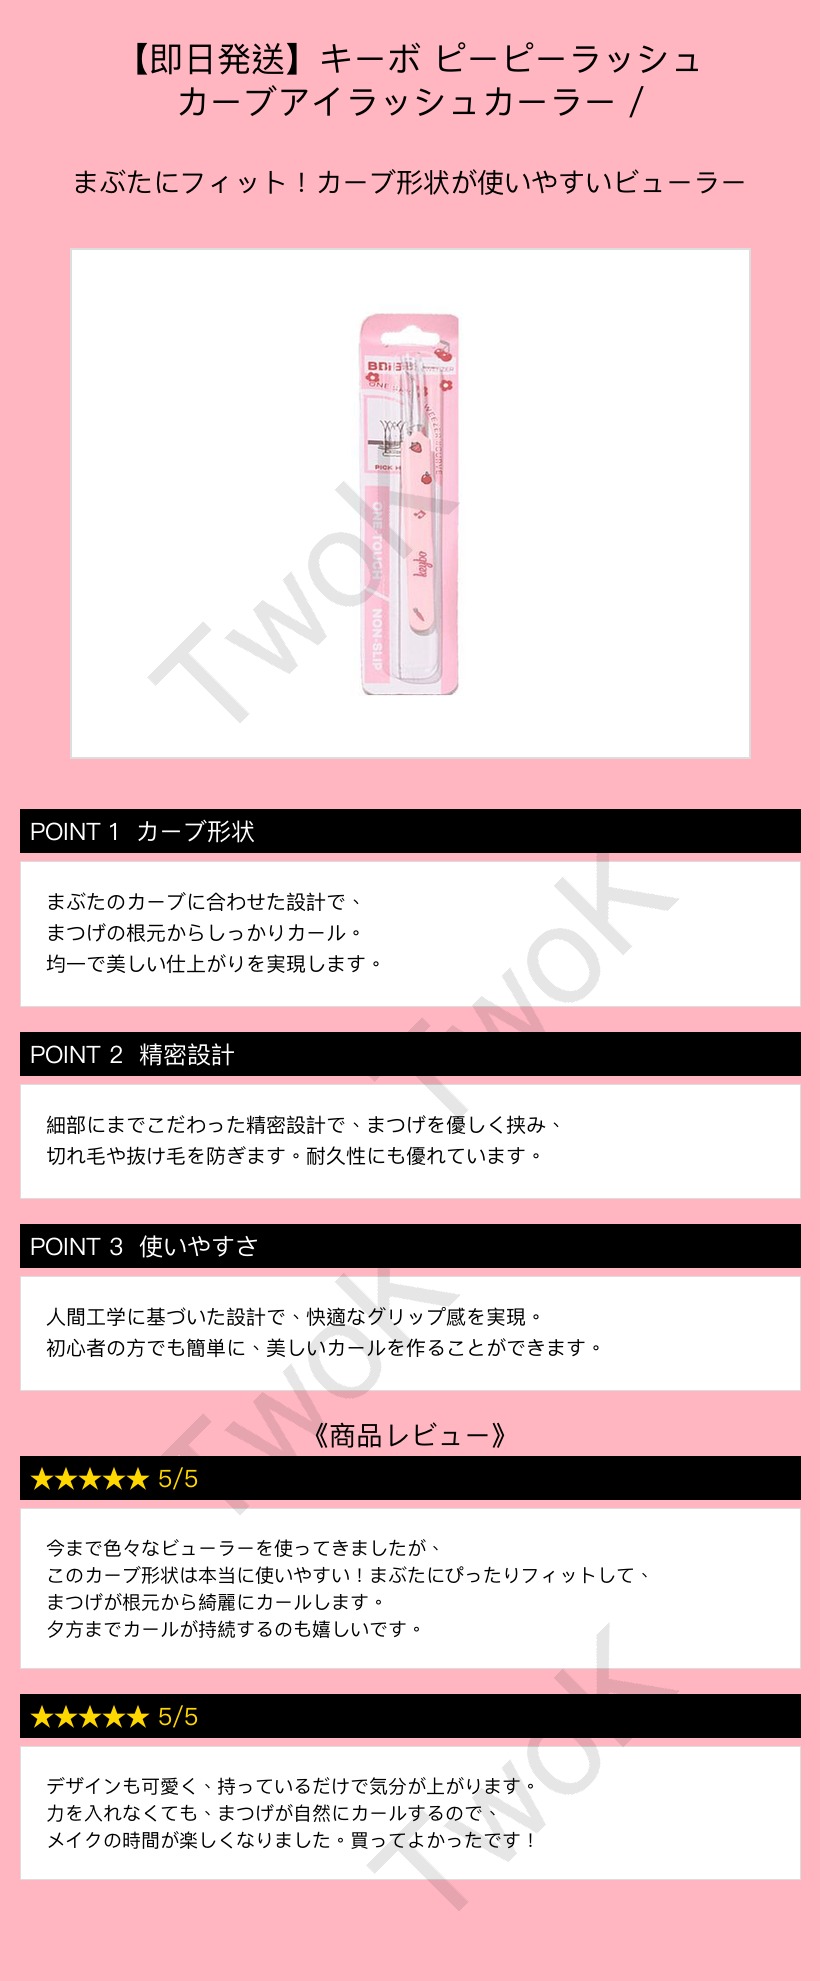 【即日発送】キーボ ピーピーラッシュ
カーブアイラッシュカーラー /
まぶたにフィット！カーブ形状が使いやすいビューラー
ONE-TOUCH NON-SLIP
keybo
TwoK
POINT 1 カーブ形状
まぶたのカーブに合わせた設計で、
まつげの根元からしっかりカール。
均一で美しい仕上がりを実現します。
TwoK
POINT 2 精密設計
細部にまでこだわった精密設計で、まつげを優しく挟み、
切れ毛や抜け毛を防ぎます。耐久性にも優れています。
POINT 3 使いやすさ
人間工学に基づいた設計で、快適なグリップ感を実現。
初心者の方でも簡単に、美しいカールを作ることができます。
TwoK
《商品レビュー》
★★★★★ 5/5
今まで色々なビューラーを使ってきましたが、
このカーブ形状は本当に使いやすい！まぶたにぴったりフィットして、
まつげが根元から綺麗にカールします。
夕方までカールが持続するのも嬉しいです。
★★★★★ 5/5
デザインも可愛く、持っているだけで気分が上がります。
力を入れなくても、まつげが自然にカールするので、
メイクの時間が楽しくなりました。買ってよかったです！
TwoK